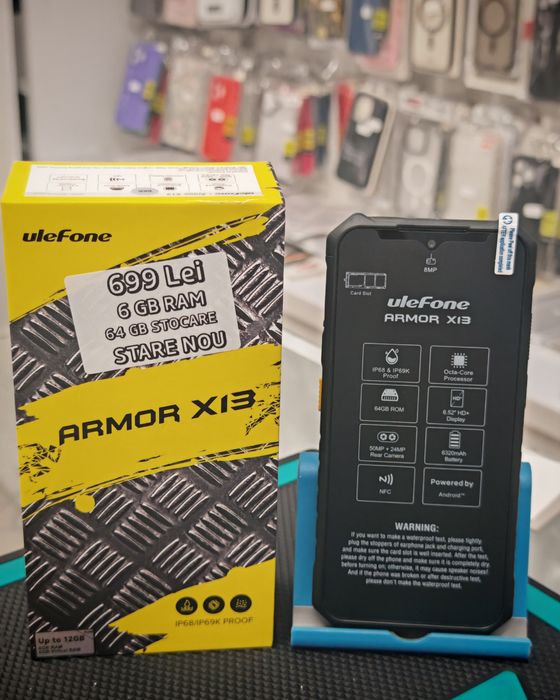 uleFone
699 Lei
6 GB RAM
64 GB STOCARE
STARE NOU
ARMOR X13
IP68/IP69K PROOF
Up to 12GB
8MP
Card Slot
uleFone
ARMOR X13
IP68 & IP69K
Proof
Octa-Core
Processor
64GB ROM
HD+
6.52" HD+
Display
50MP + 24MP
Rear Camera
6320mAh
Battery
NFC
Powered by
Android™
WARNING:
If you want to make a waterproof test, please tightly
plug the stoppers of earphone jack and charging port,
and make sure the card slot is well inserted. After the test,
please dry off the phone and make sure it is completely dry
before turning on; otherwise, it may cause speaker noises!
And if the phone was broken or after destructive test,
please don't make the waterproof test.